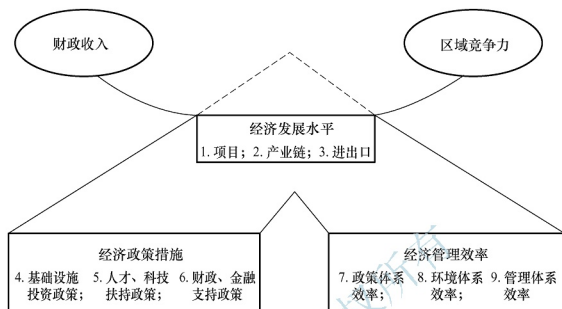 财政收入
区域竞争力
经济发展水平
1. 项目；2. 产业链；3. 进出口
经济政策措施
4. 基础设施 5. 人才、科技 6. 财政、金融
投资政策； 扶持政策； 支持政策
经济管理效率
7. 政策体系 8. 环境体系 9. 管理体系
效率； 效率； 效率
所有